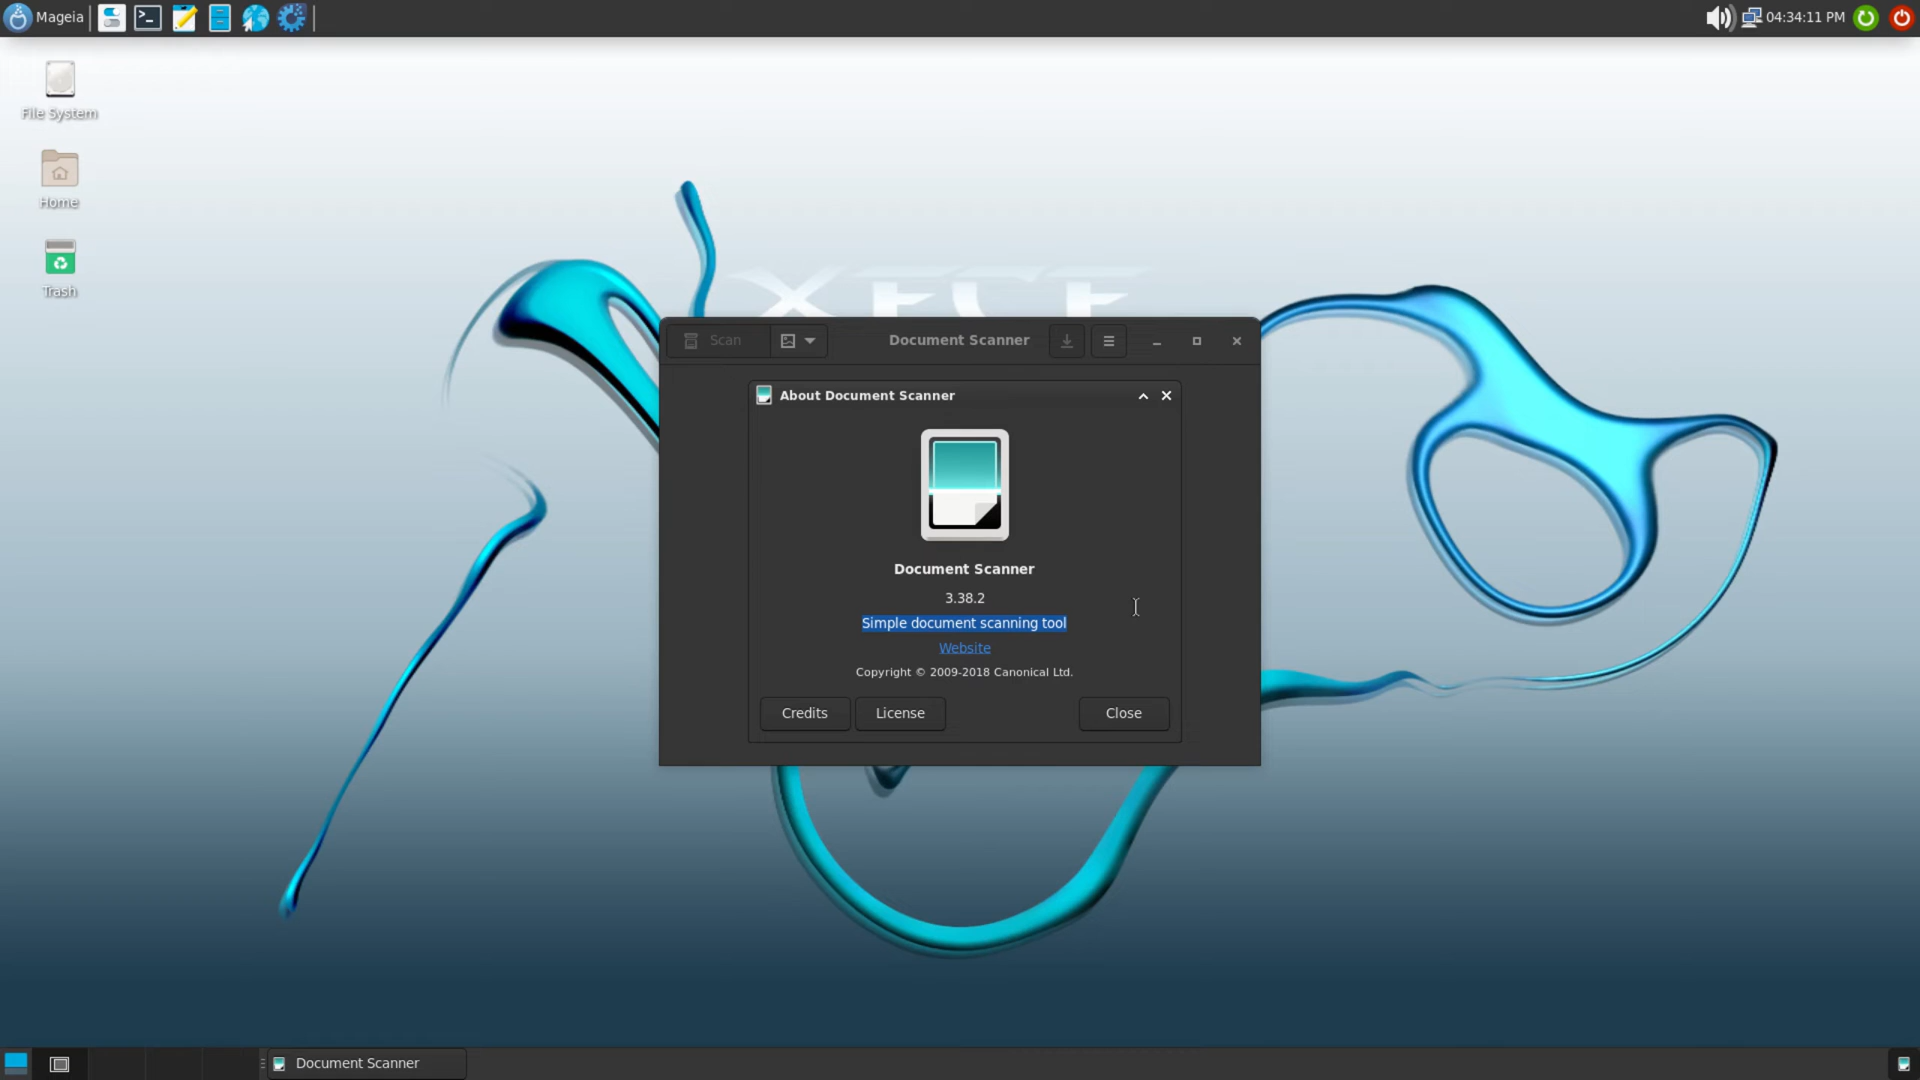 Mageia
04:34:11 PM
File System
Home
Trash
XFCE
Scan
Document Scanner
About Document Scanner
Document Scanner
3.38.2
Simple document scanning tool
Website
Copyright © 2009-2018 Canonical Ltd.
Credits
License
Close
Document Scanner